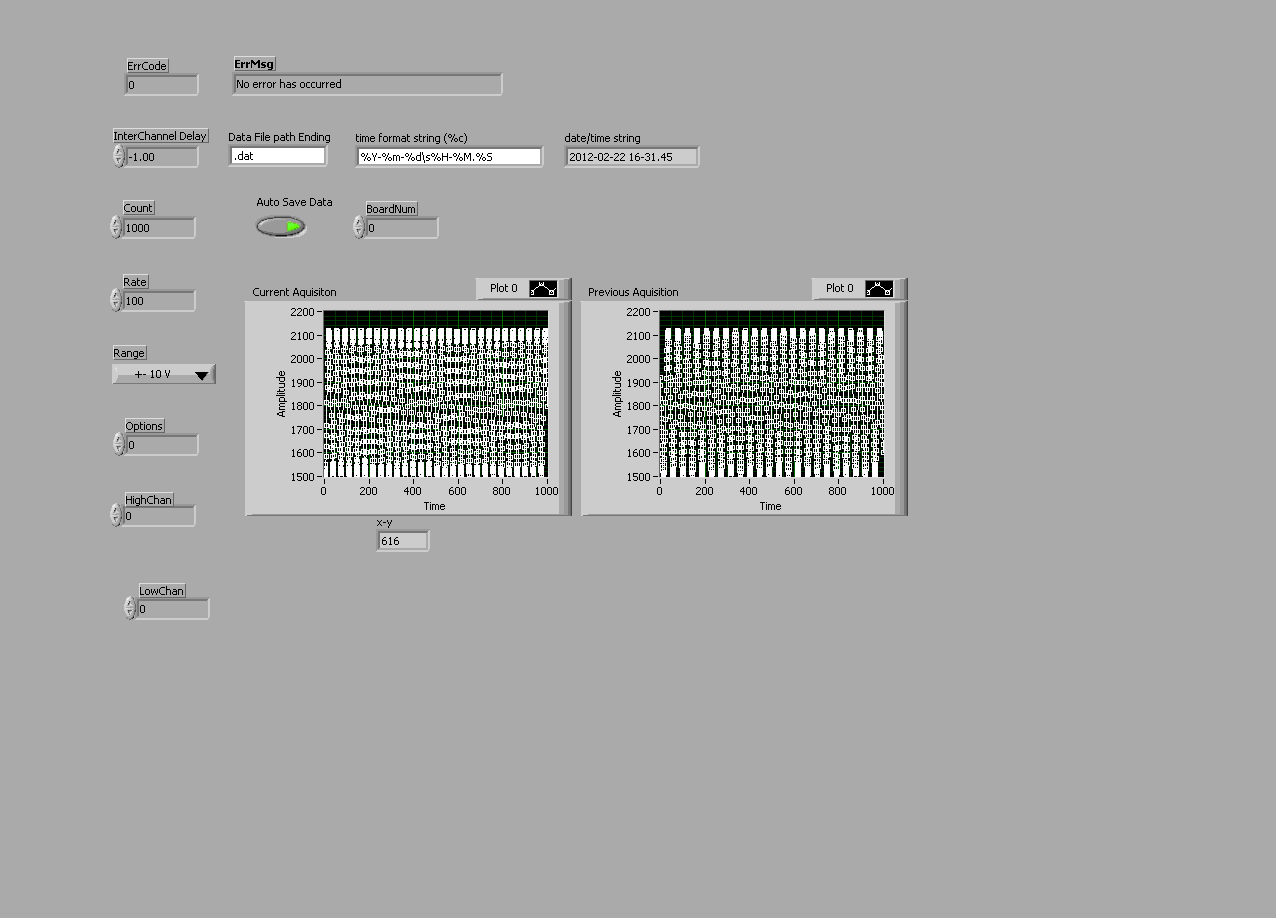 ErrCode
0
ErrMsg
No error has occurred
InterChannel Delay
-1.00
Data File path Ending
.dat
time format string (%c)
%Y-%m-%d\s%H-%M.%S
date/time string
2012-02-22 16-31.45
Count
1000
Auto Save Data
BoardNum
0
Rate
100
Range
+- 10 V
Options
0
HighChan
0
LowChan
0
Current Aquisiton
Plot 0
Amplitude
2200
2100
2000
1900
1800
1700
1600
1500
0 200 400 600 800 1000
Time
x-y
616
Previous Aquisition
Plot 0
Amplitude
2200
2100
2000
1900
1800
1700
1600
1500
0 200 400 600 800 1000
Time